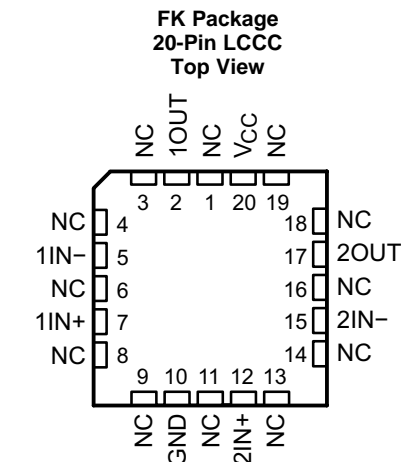 FK Package
20-Pin LCCC
Top View
NC
1OUT
NC
VCC
NC
3 2 1 20 19
NC 4 18 NC
1IN− 5 17 2OUT
NC 6 16 NC
1IN+ 7 15 2IN−
NC 8 14 NC
9 10 11 12 13
NC
GND
NC
2IN+
NC